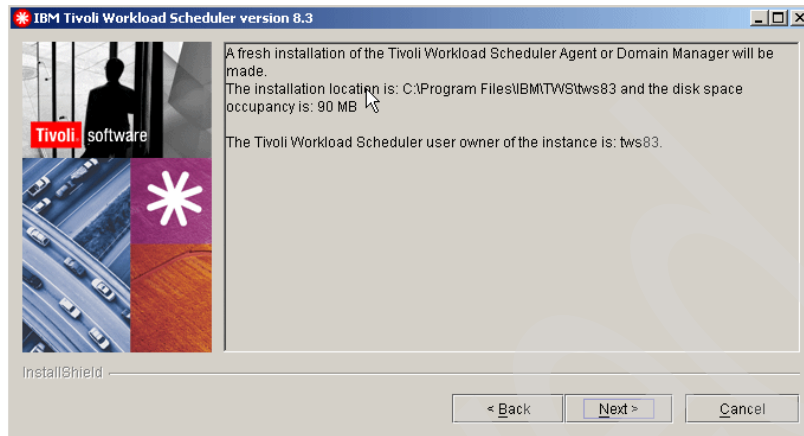 IBM Tivoli Workload Scheduler version 8.3
A fresh installation of the Tivoli Workload Scheduler Agent or Domain Manager will be
made.
The installation location is: C:\Program Files\IBM\TWS\tws83 and the disk space
occupancy is: 90 MB
The Tivoli Workload Scheduler user owner of the instance is: tws83.
Tivoli. software
InstallShield
< Back
Next >
Cancel